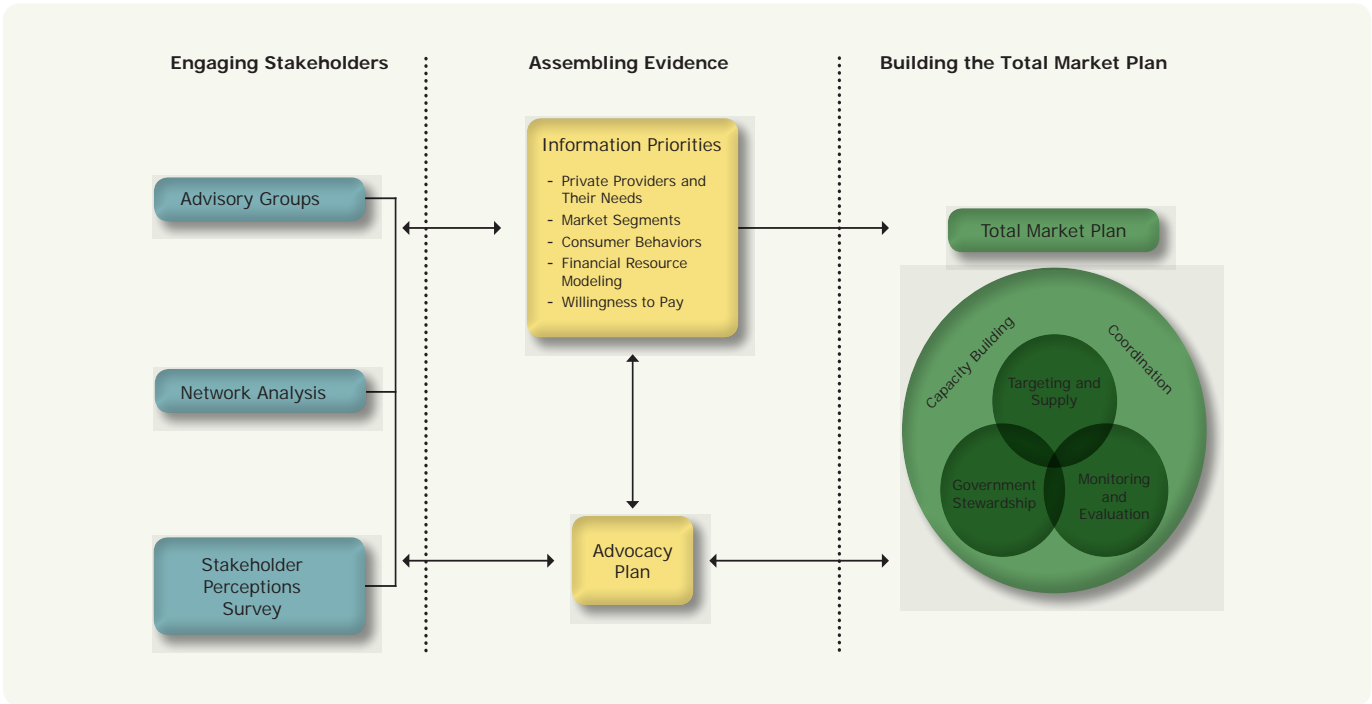 Engaging Stakeholders
Assembling Evidence
Building the Total Market Plan
Advisory Groups
Network Analysis
Stakeholder
Perceptions
Survey
Information Priorities
- Private Providers and
Their Needs
- Market Segments
- Consumer Behaviors
- Financial Resource
Modeling
- Willingness to Pay
Advocacy
Plan
Total Market Plan
Capacity Building
Coordination
Targeting and
Supply
Government
Stewardship
Monitoring
and
Evaluation